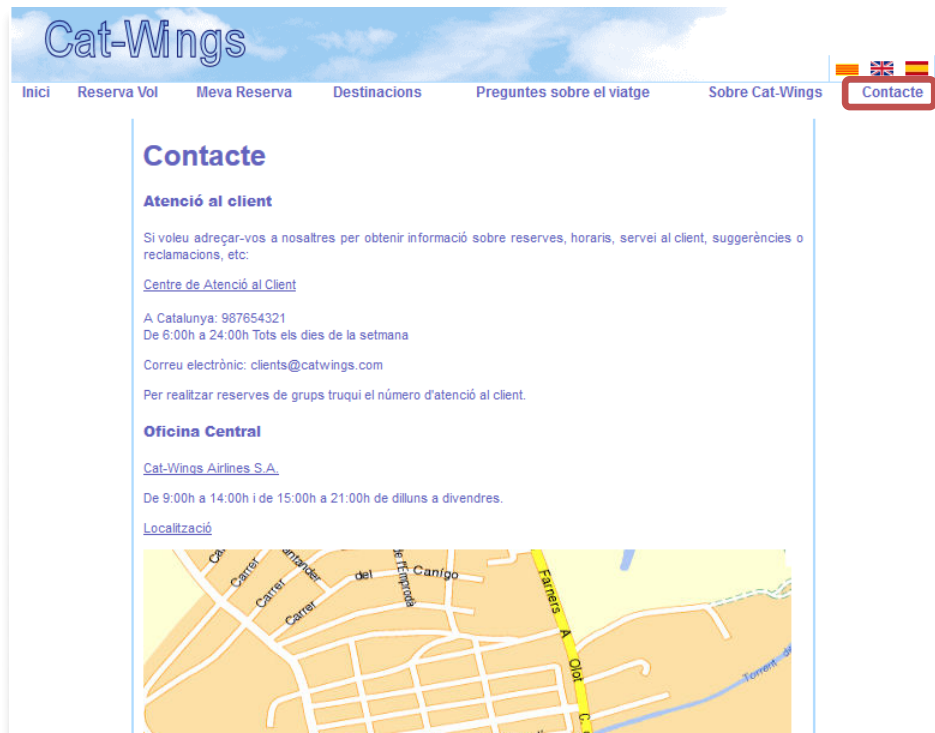 Cat-Wings
Inici Reserva Vol Meva Reserva Destinacions Preguntes sobre el viatge Sobre Cat-Wings Contacte
Contacte
Atenció al client
Si voleu adreçar-vos a nosaltres per obtenir informació sobre reserves, horaris, servei al client, suggerències o
reclamacions, etc:
Centre de Atenció al Client
A Catalunya: 987654321
De 6:00h a 24:00h Tots els dies de la setmana
Correu electrònic: clients@catwings.com
Per realitzar reserves de grups truqui el número d'atenció al client.
Oficina Central
Cat-Wings Airlines S.A.
De 9:00h a 14:00h i de 15:00h a 21:00h de dilluns a divendres.
Localització
Carrer
Carrer
Carrer
del Canígo
de l'Emprodà
Farners A Olot
Torrent